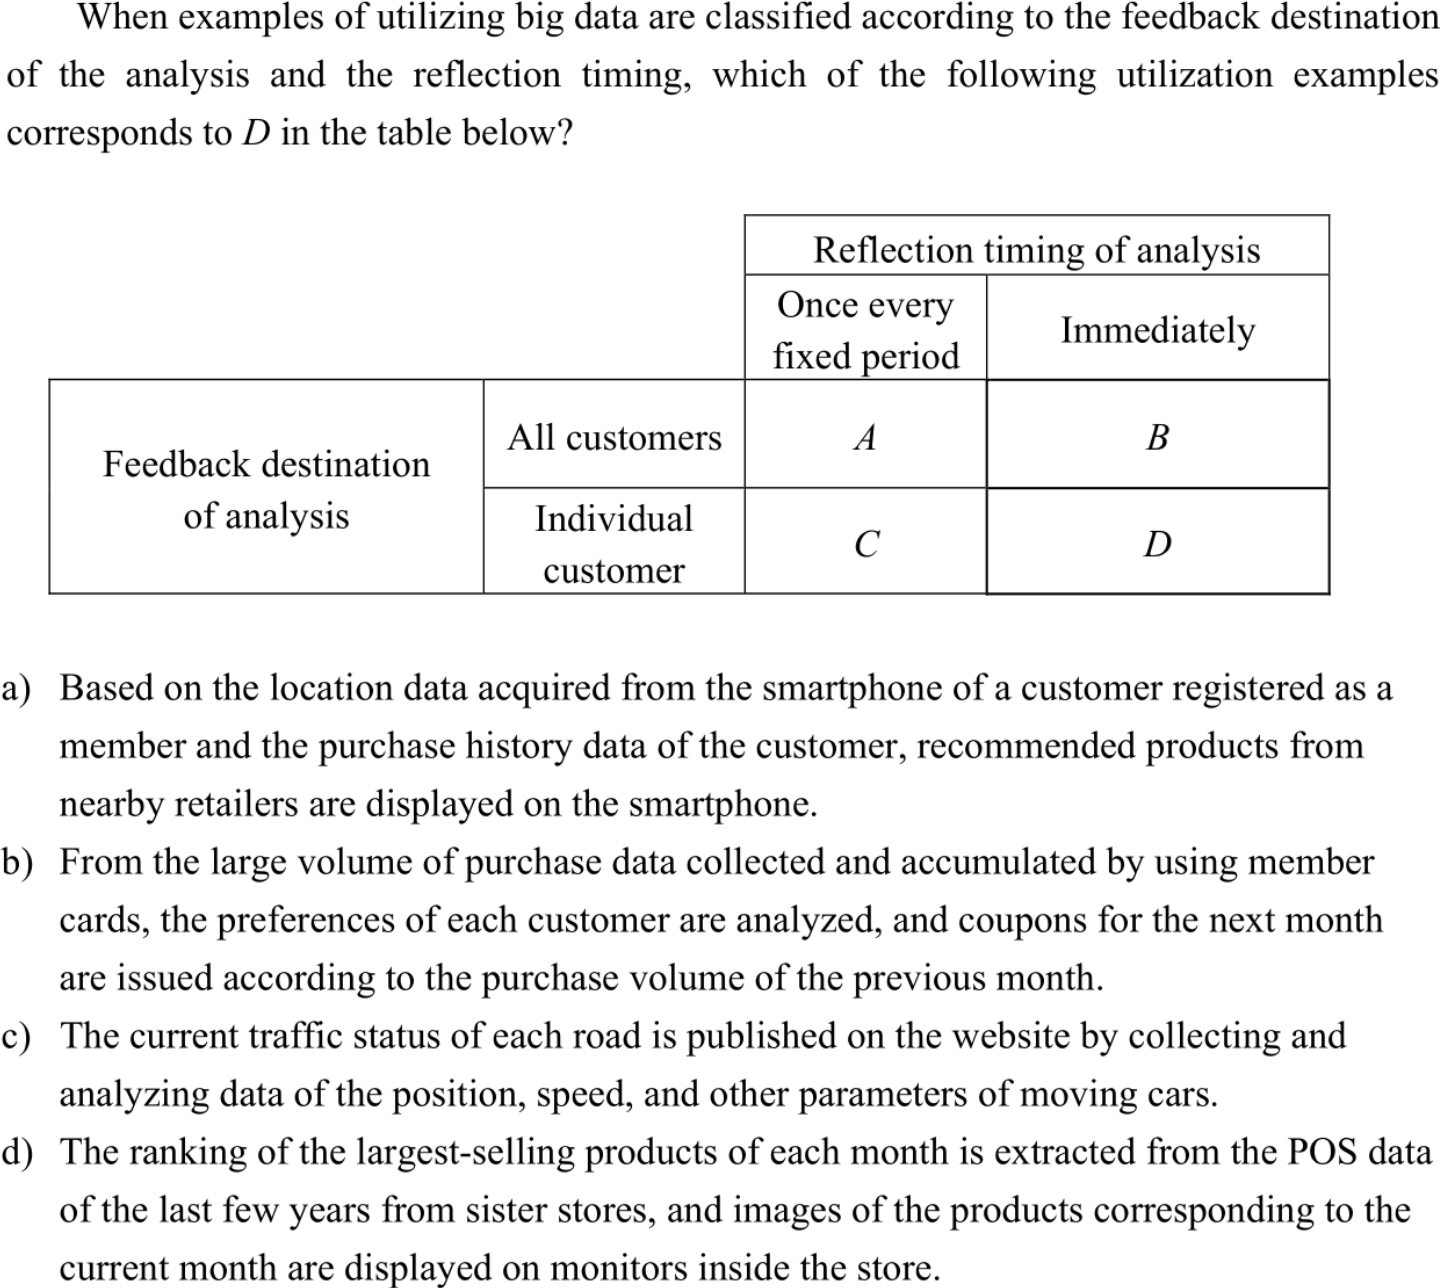 When examples of utilizing big data are classified according to the feedback destination
of the analysis and the reflection timing, which of the following utilization examples
corresponds to D in the table below?
Reflection timing of analysis
Once every
fixed period
Immediately
Feedback destination
of analysis
All customers
A
B
Individual
customer
C
D
a) Based on the location data acquired from the smartphone of a customer registered as a
member and the purchase history data of the customer, recommended products from
nearby retailers are displayed on the smartphone.
b) From the large volume of purchase data collected and accumulated by using member
cards, the preferences of each customer are analyzed, and coupons for the next month
are issued according to the purchase volume of the previous month.
c) The current traffic status of each road is published on the website by collecting and
analyzing data of the position, speed, and other parameters of moving cars.
d) The ranking of the largest-selling products of each month is extracted from the POS data
of the last few years from sister stores, and images of the products corresponding to the
current month are displayed on monitors inside the store.